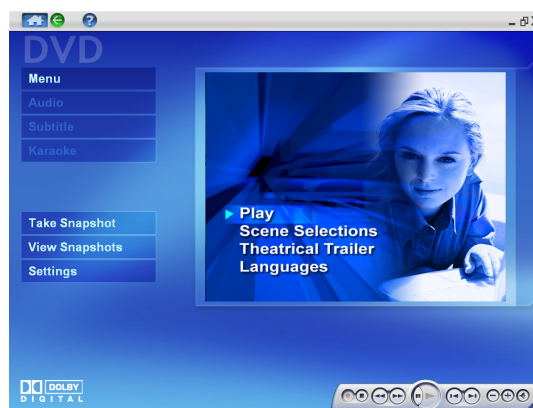 DVD
Menu
Audio
Subtitle
Karaoke
Take Snapshot
View Snapshots
Settings
Play
Scene Selections
Theatrical Trailer
Languages
DOLBY
DIGITAL